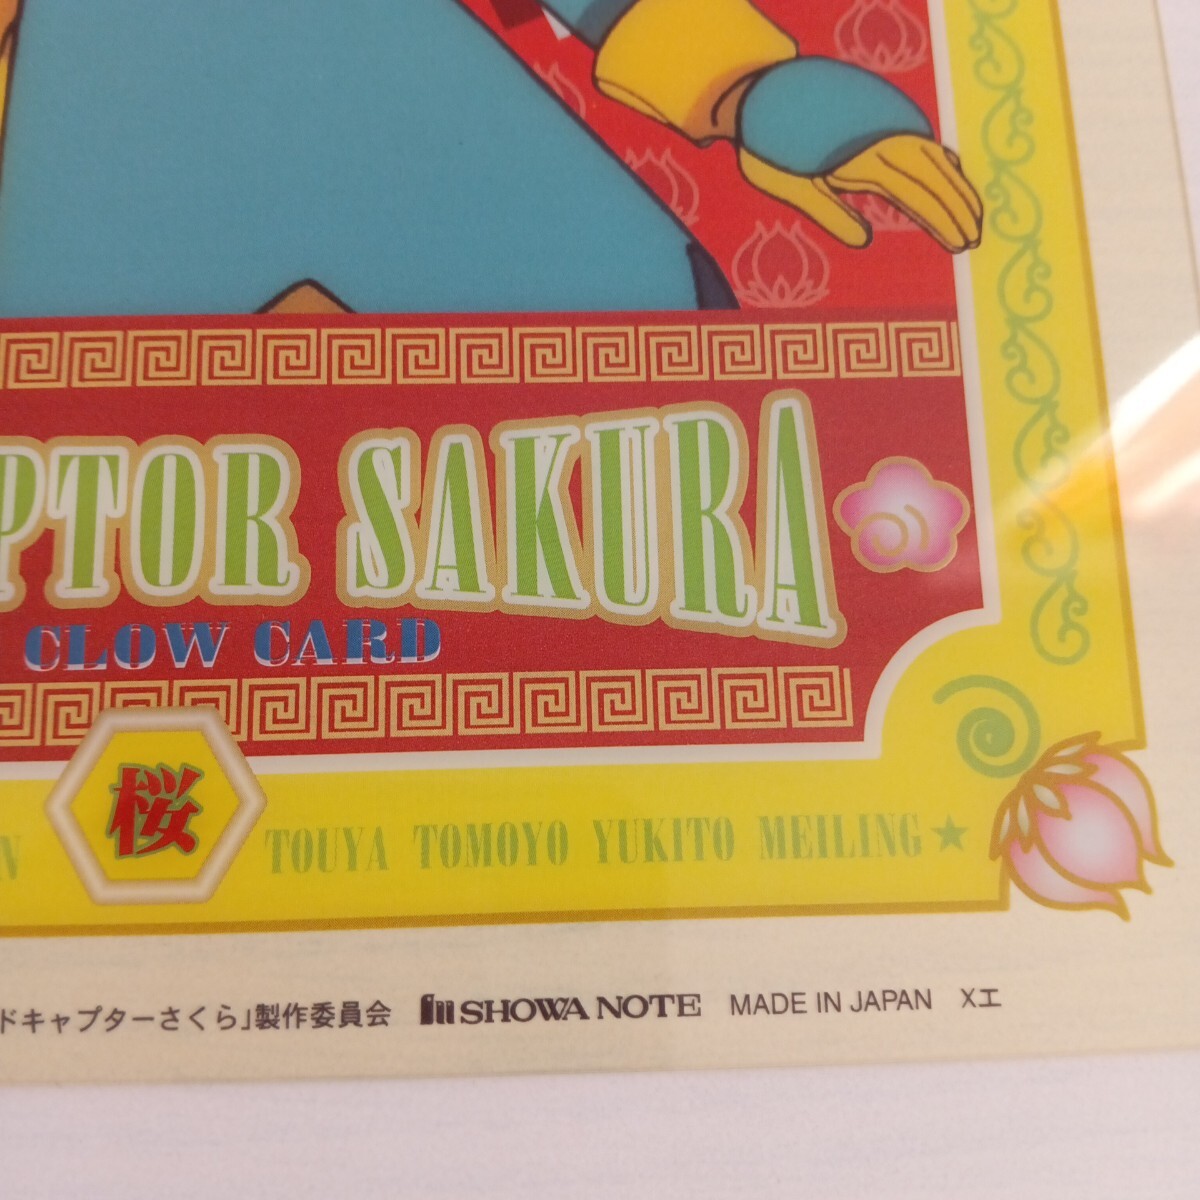 PTOR SAKURA
CLOW CARD
桜
N TOUYA TOMOYO YUKITO MEILING★
ドキャプターさくら」製作委員会 SHOWA NOTE MADE IN JAPAN Xエ